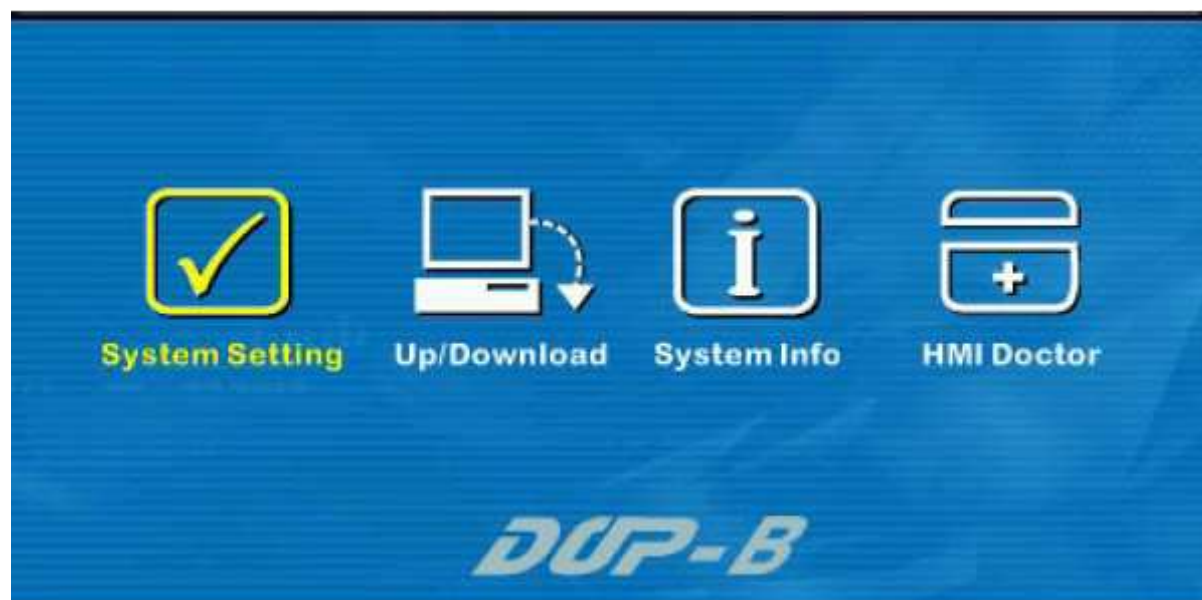 System Setting
Up/Download
System Info
HMI Doctor
DOP-B